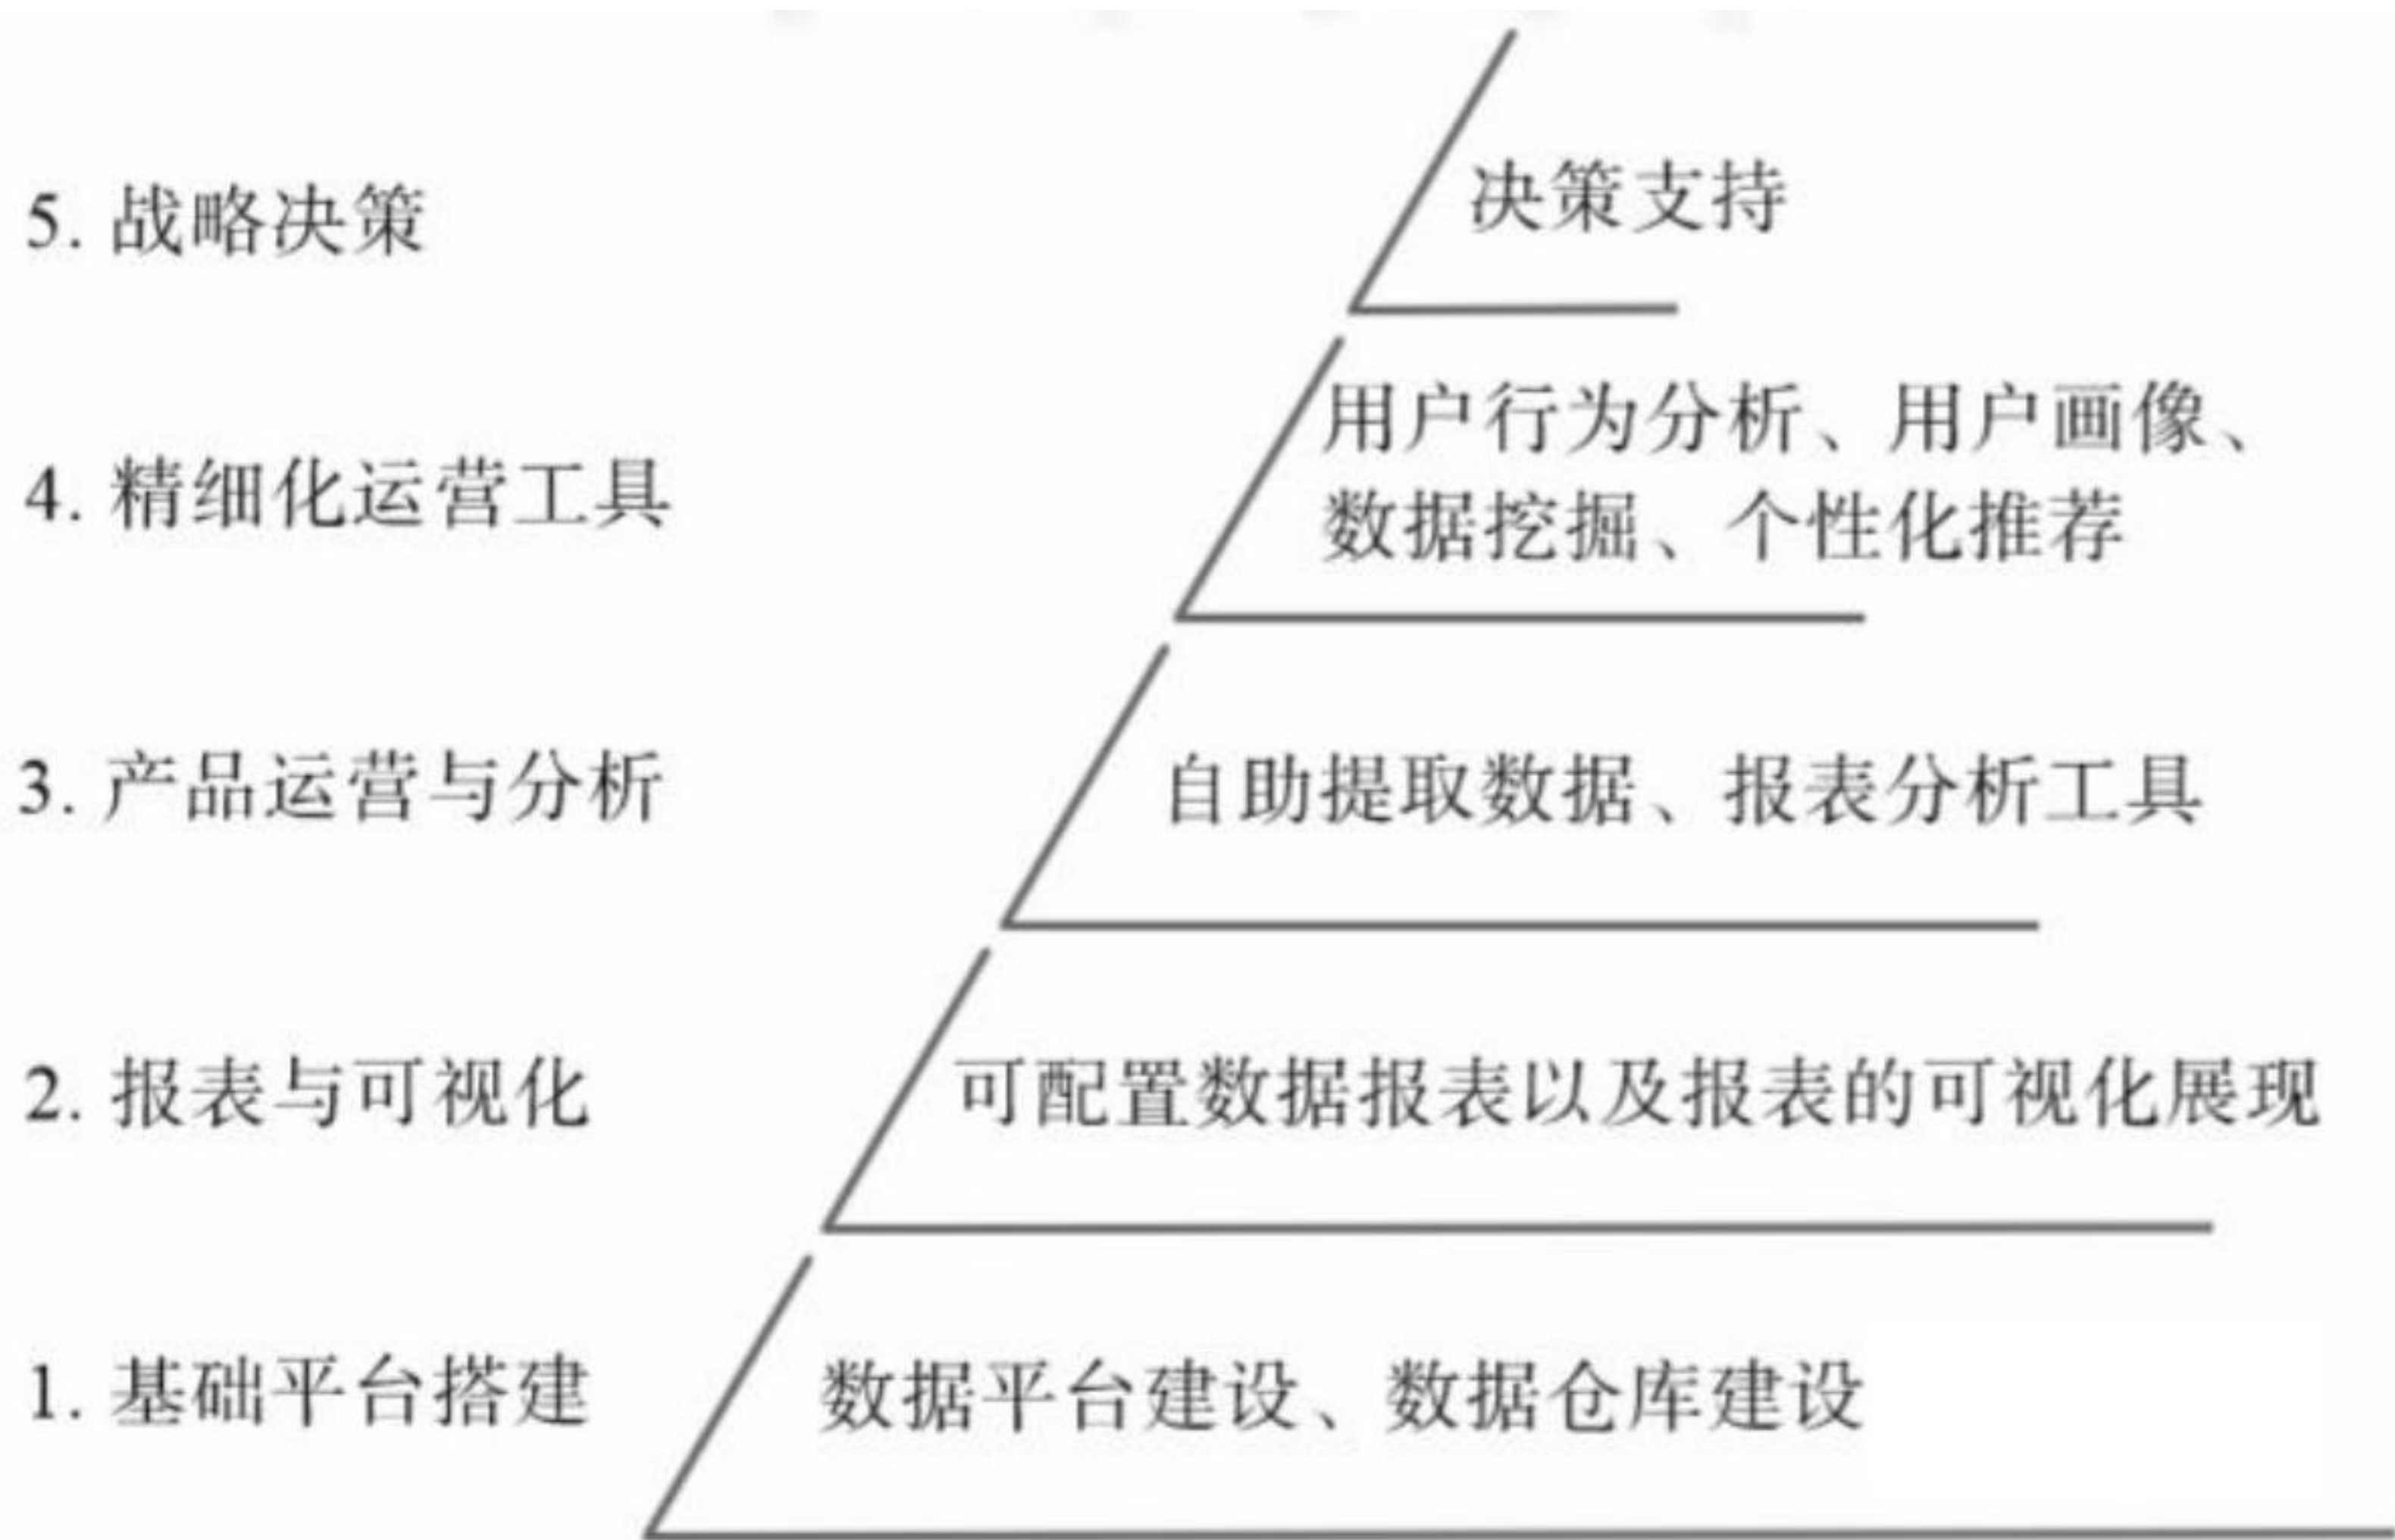 5. 战略决策
决策支持
4. 精细化运营工具
用户行为分析、用户画像、
数据挖掘、个性化推荐
3. 产品运营与分析
自助提取数据、报表分析工具
2. 报表与可视化
可配置数据报表以及报表的可视化展现
1. 基础平台搭建
数据平台建设、数据仓库建设